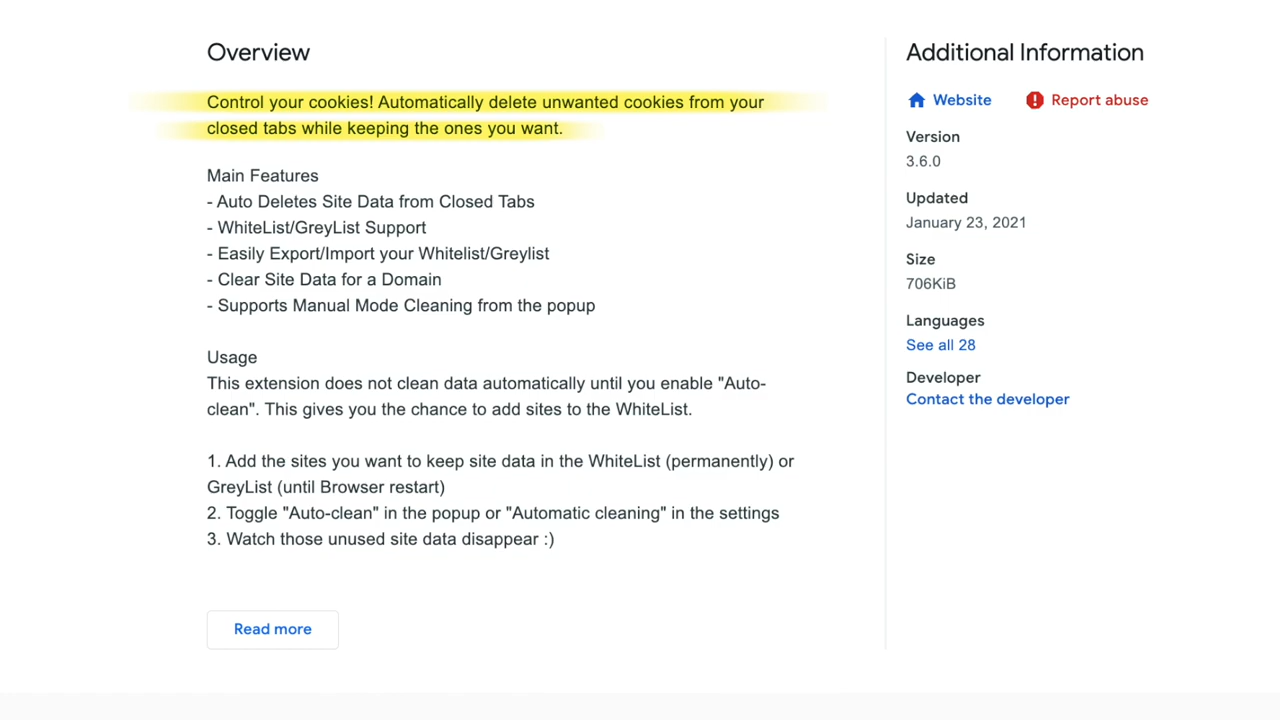 Overview
Control your cookies! Automatically delete unwanted cookies from your
closed tabs while keeping the ones you want.
Main Features
- Auto Deletes Site Data from Closed Tabs
- WhiteList/GreyList Support
- Easily Export/Import your Whitelist/Greylist
- Clear Site Data for a Domain
- Supports Manual Mode Cleaning from the popup
Usage
This extension does not clean data automatically until you enable "Auto-
clean". This gives you the chance to add sites to the WhiteList.
1. Add the sites you want to keep site data in the WhiteList (permanently) or
GreyList (until Browser restart)
2. Toggle "Auto-clean" in the popup or "Automatic cleaning" in the settings
3. Watch those unused site data disappear :)
Read more
Additional Information
Website
Report abuse
Version
3.6.0
Updated
January 23, 2021
Size
706KiB
Languages
See all 28
Developer
Contact the developer